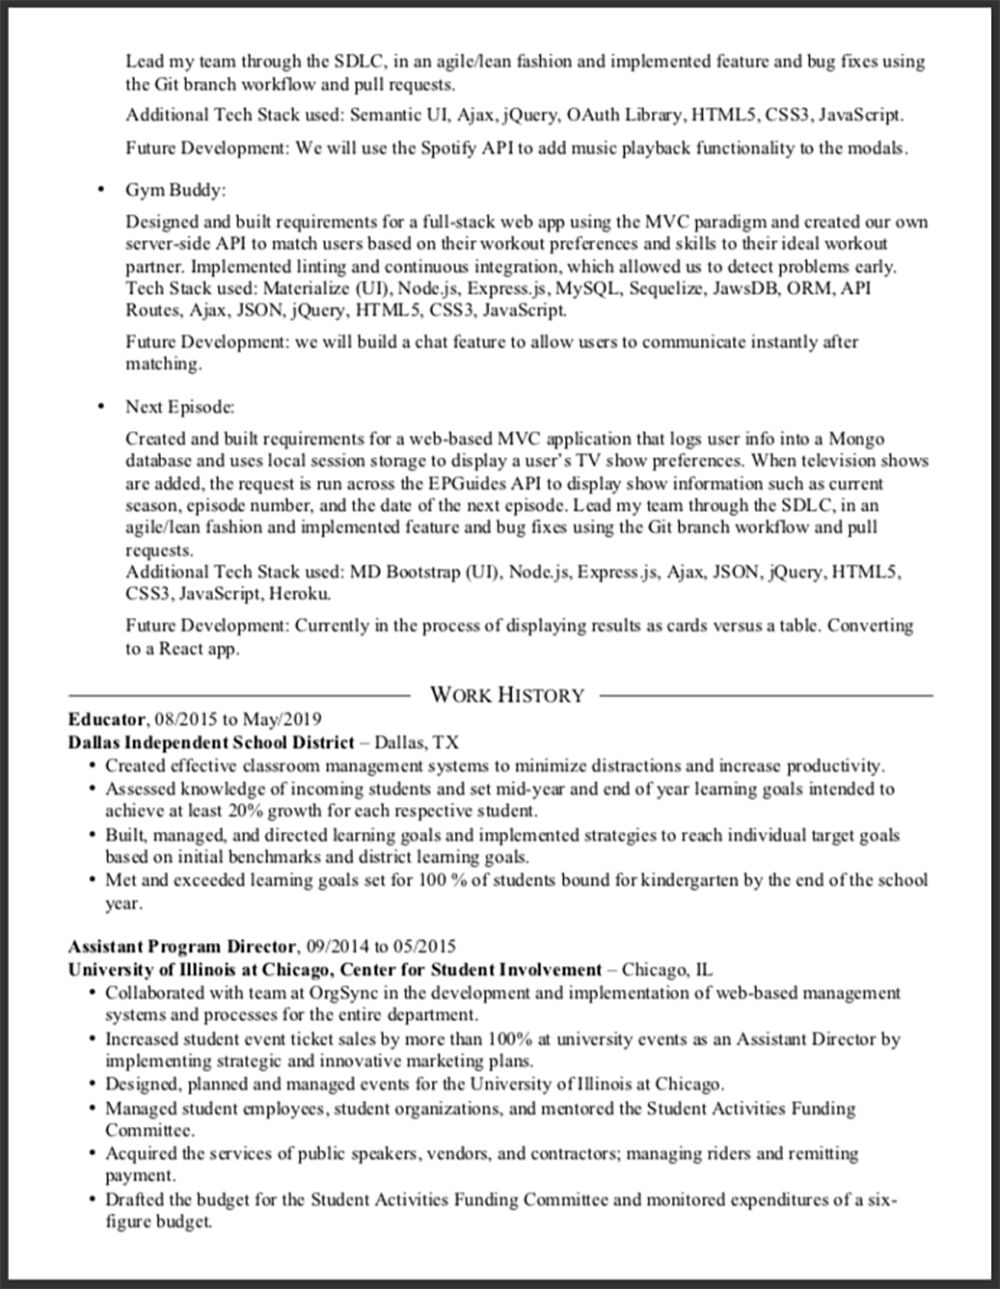 Lead my team through the SDLC, in an agile/lean fashion and implemented feature and bug fixes using
the Git branch workflow and pull requests.
Additional Tech Stack used: Semantic UI, Ajax, jQuery, OAuth Library, HTML5, CSS3, JavaScript.
Future Development: We will use the Spotify API to add music playback functionality to the modals.
• Gym Buddy:
Designed and built requirements for a full-stack web app using the MVC paradigm and created our own
server-side API to match users based on their workout preferences and skills to their ideal workout
partner. Implemented linting and continuous integration, which allowed us to detect problems early.
Tech Stack used: Materialize (UI), Node.js, Express.js, MySQL, Sequelize, JawsDB, ORM, API
Routes, Ajax, JSON, jQuery, HTML5, CSS3, JavaScript.
Future Development: we will build a chat feature to allow users to communicate instantly after
matching.
• Next Episode:
Created and built requirements for a web-based MVC application that logs user info into a Mongo
database and uses local session storage to display a user's TV show preferences. When television shows
are added, the request is run across the EPGuides API to display show information such as current
season, episode number, and the date of the next episode. Lead my team through the SDLC, in an
agile/lean fashion and implemented feature and bug fixes using the Git branch workflow and pull
requests.
Additional Tech Stack used: MD Bootstrap (UI), Node.js, Express.js, Ajax, JSON, jQuery, HTML5,
CSS3, JavaScript, Heroku.
Future Development: Currently in the process of displaying results as cards versus a table. Converting
to a React app.
WORK HISTORY
Educator, 08/2015 to May/2019
Dallas Independent School District – Dallas, TX
• Created effective classroom management systems to minimize distractions and increase productivity.
• Assessed knowledge of incoming students and set mid-year and end of year learning goals intended to
achieve at least 20% growth for each respective student.
• Built, managed, and directed learning goals and implemented strategies to reach individual target goals
based on initial benchmarks and district learning goals.
• Met and exceeded learning goals set for 100 % of students bound for kindergarten by the end of the school
year.
Assistant Program Director, 09/2014 to 05/2015
University of Illinois at Chicago, Center for Student Involvement – Chicago, IL
• Collaborated with team at OrgSync in the development and implementation of web-based management
systems and processes for the entire department.
• Increased student event ticket sales by more than 100% at university events as an Assistant Director by
implementing strategic and innovative marketing plans.
• Designed, planned and managed events for the University of Illinois at Chicago.
• Managed student employees, student organizations, and mentored the Student Activities Funding
Committee.
• Acquired the services of public speakers, vendors, and contractors; managing riders and remitting
payment.
• Drafted the budget for the Student Activities Funding Committee and monitored expenditures of a six-
figure budget.